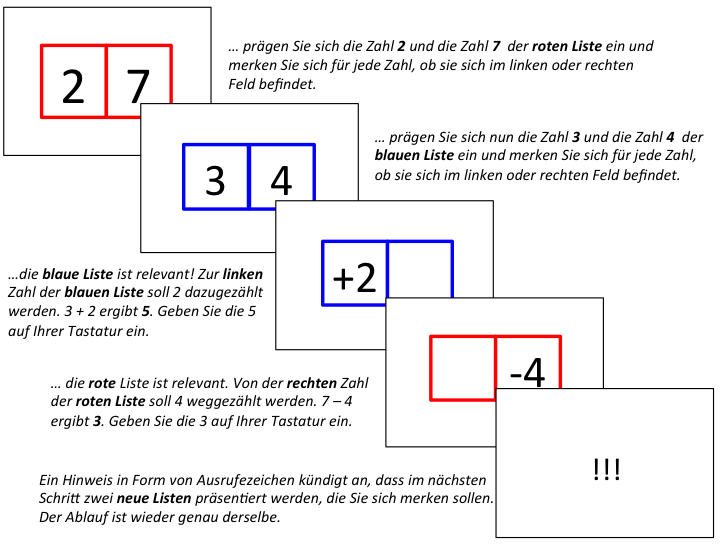 2 7
… prägen Sie sich die Zahl 2 und die Zahl 7 der roten Liste ein und
merken Sie sich für jede Zahl, ob sie sich im linken oder rechten
Feld befindet.
3 4
… prägen Sie sich nun die Zahl 3 und die Zahl 4 der
blauen Liste ein und merken Sie sich für jede Zahl,
ob sie sich im linken oder rechten Feld befindet.
+2
…die blaue Liste ist relevant! Zur linken
Zahl der blauen Liste soll 2 dazugezählt
werden. 3 + 2 ergibt 5. Geben Sie die 5
auf Ihrer Tastatur ein.
-4
… die rote Liste ist relevant. Von der rechten Zahl
der roten Liste soll 4 weggezählt werden. 7 – 4
ergibt 3. Geben Sie die 3 auf Ihrer Tastatur ein.
!!!
Ein Hinweis in Form von Ausrufezeichen kündigt an, dass im nächsten
Schritt zwei neue Listen präsentiert werden, die Sie sich merken sollen.
Der Ablauf ist wieder genau derselbe.